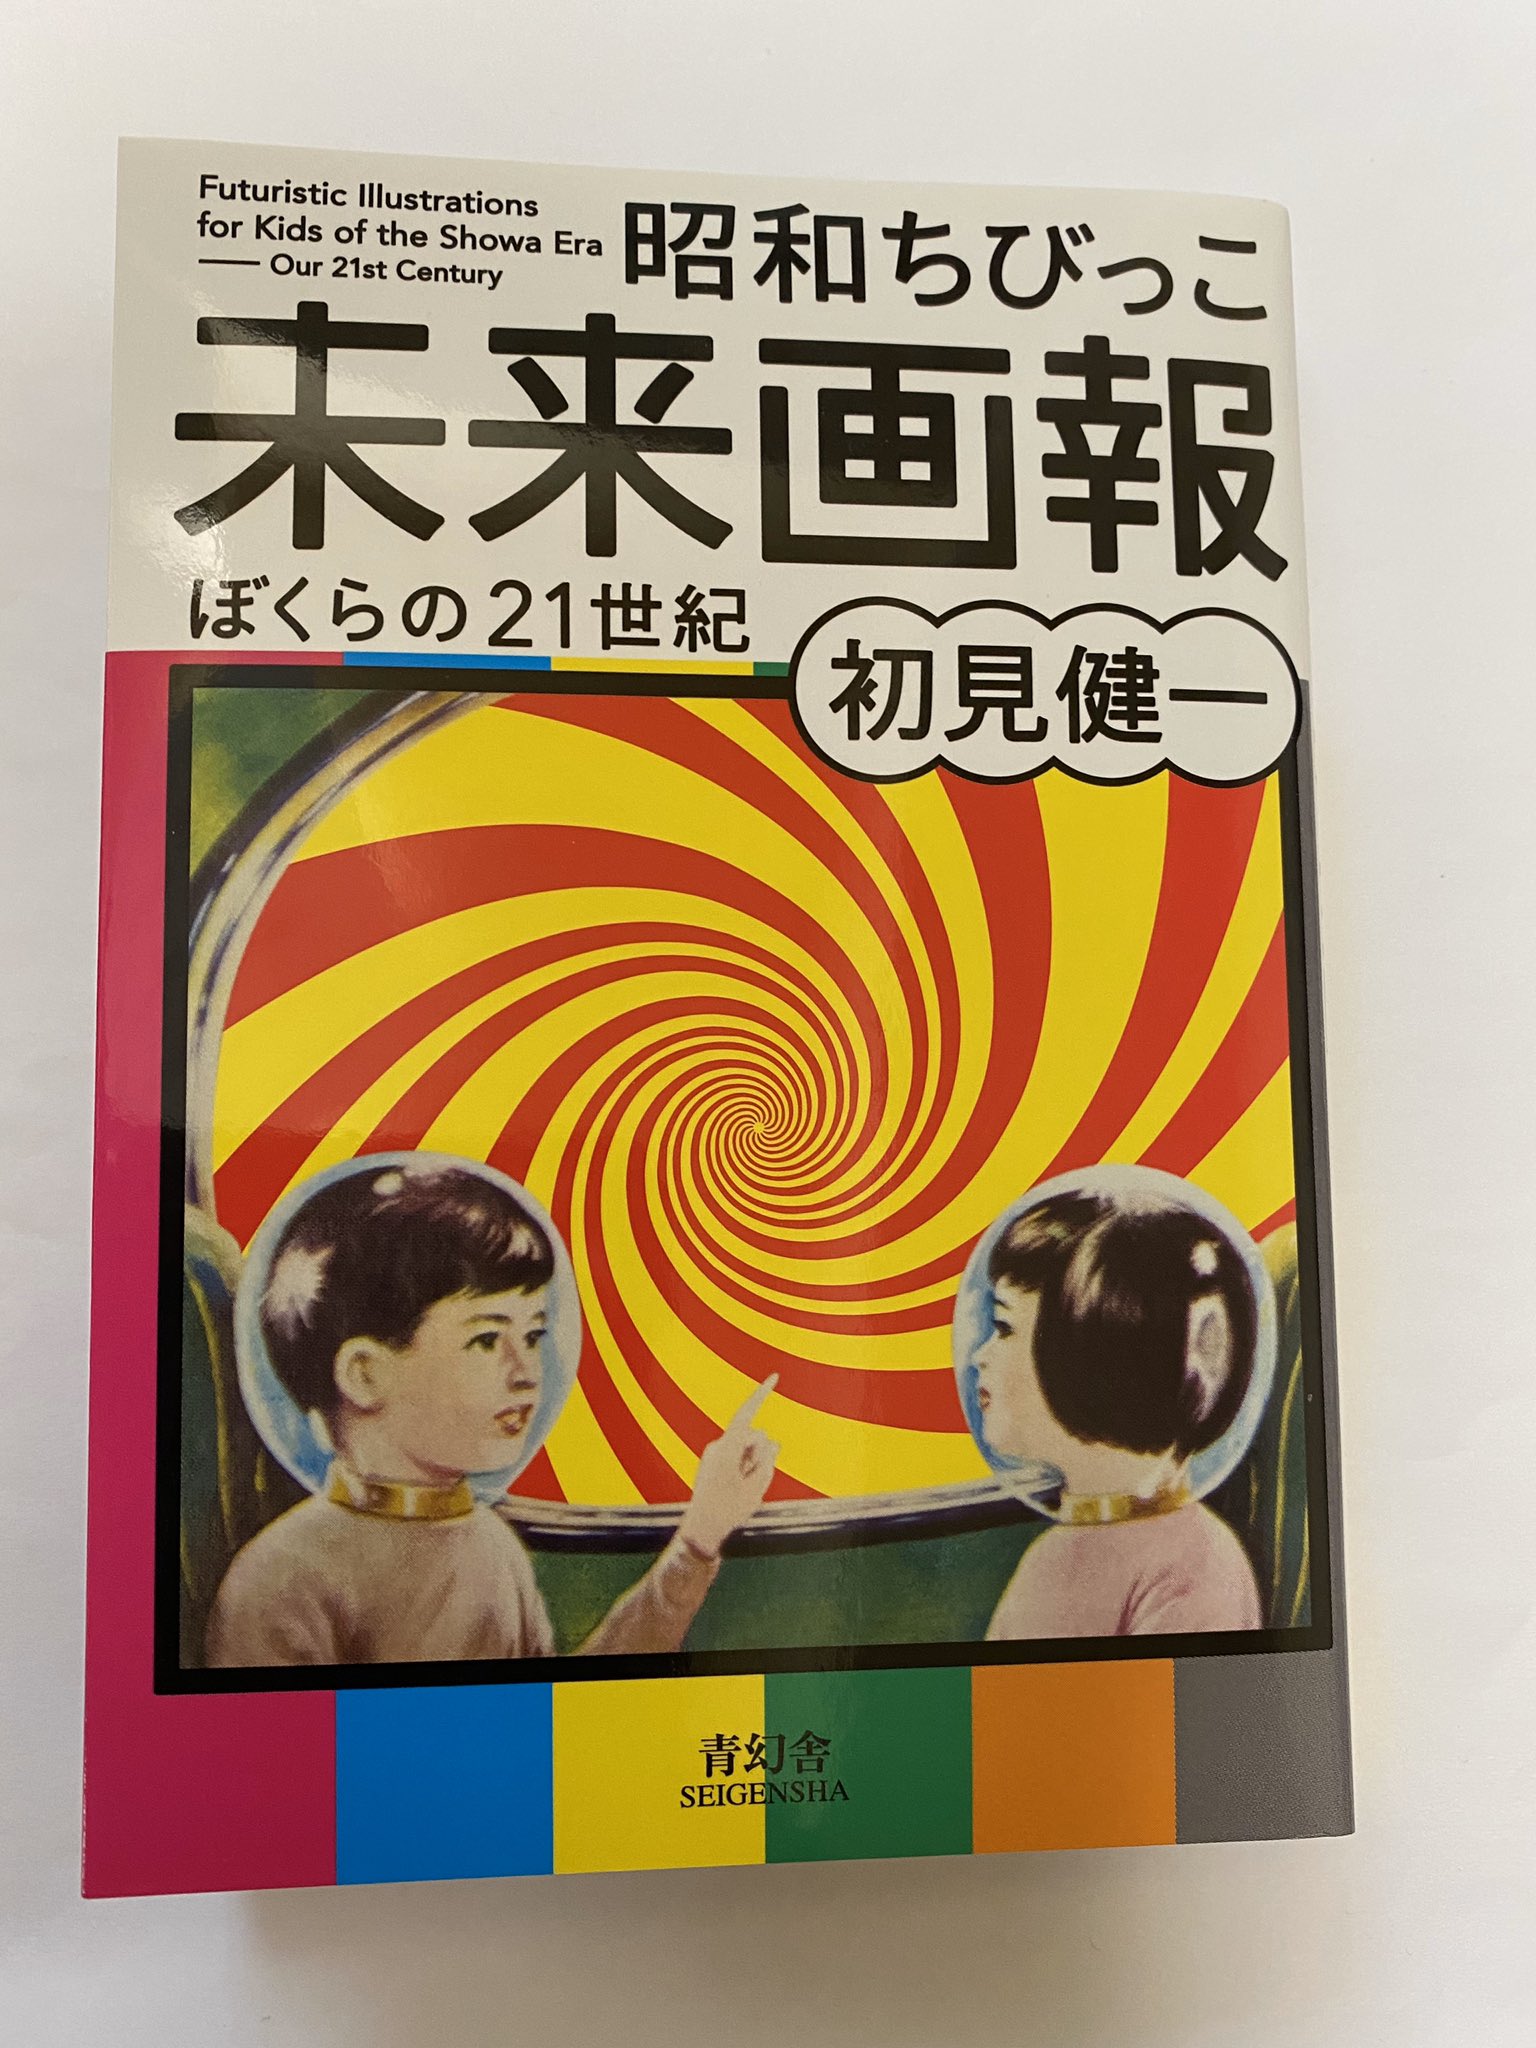 Futuristic Illustrations
for Kids of the Showa Era
—— Our 21st Century
昭和ちびっこ
未来画報
ぼくらの21世紀
初見健一
青幻舎
SEIGENSHA